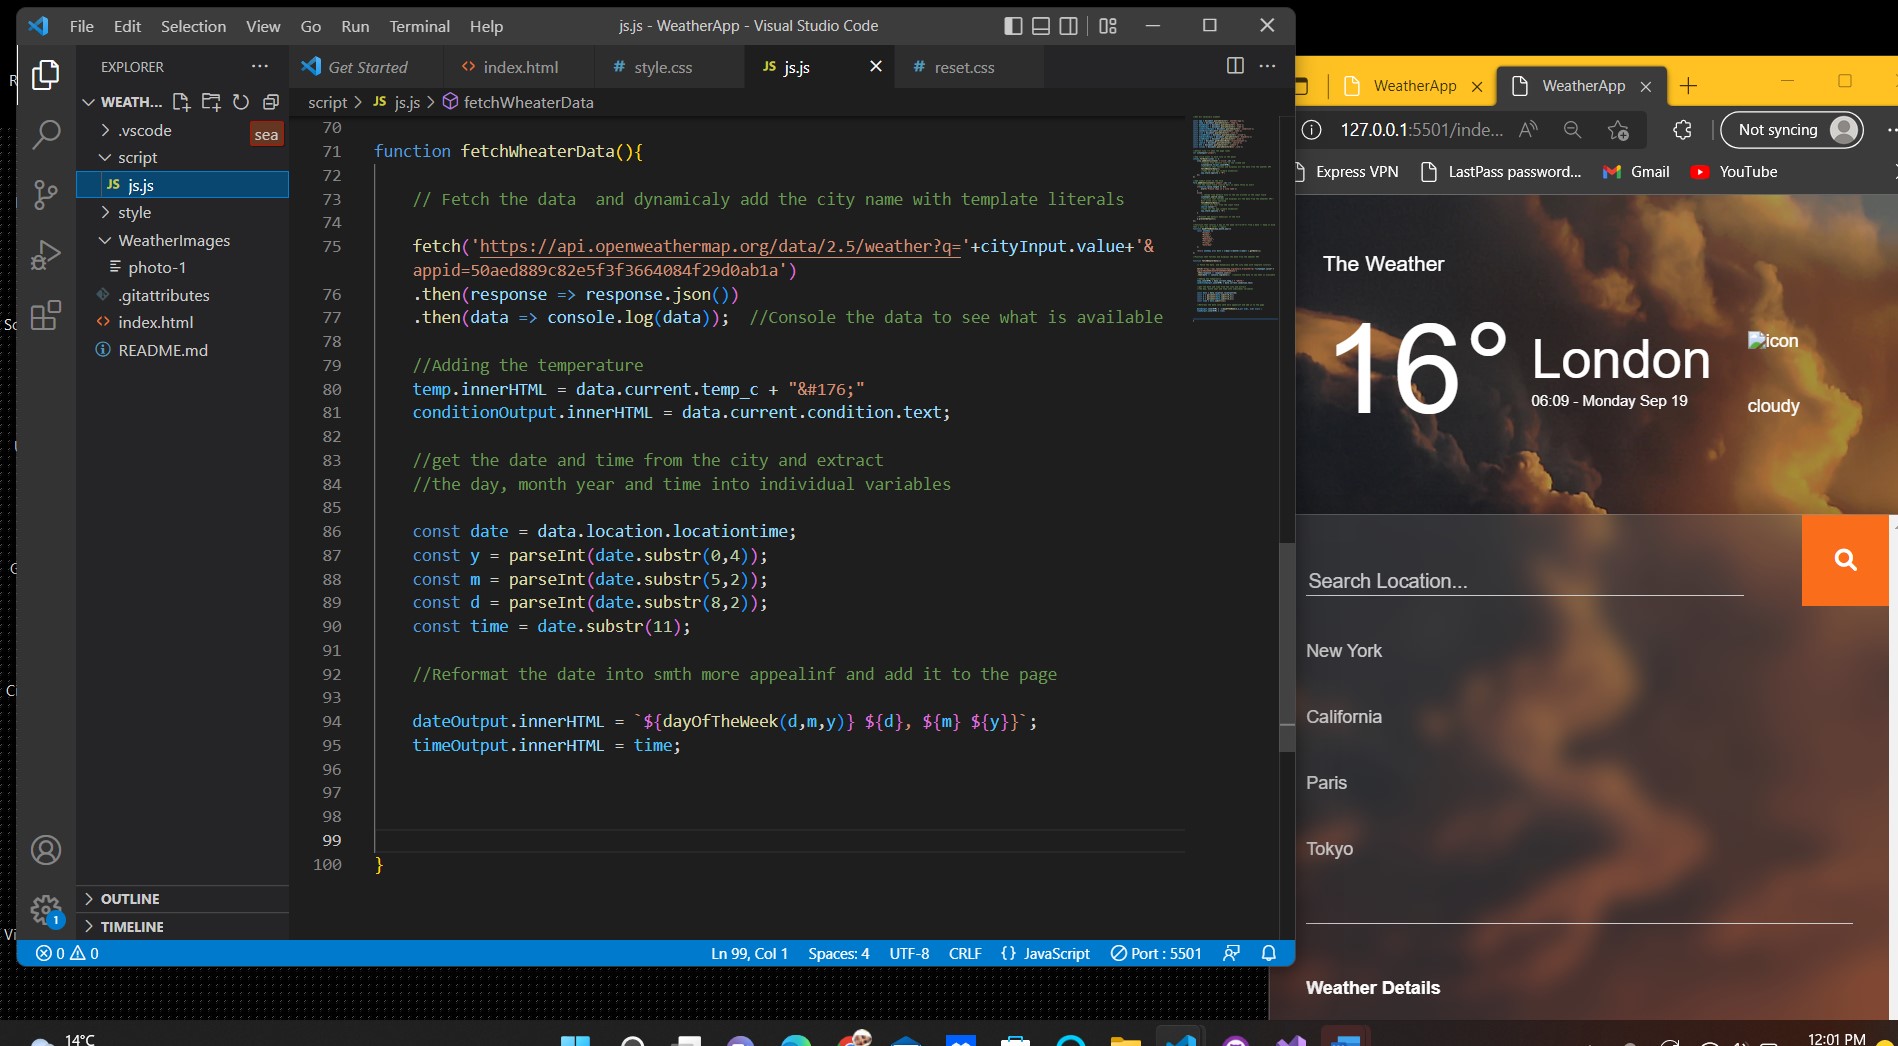 File Edit Selection View Go Run Terminal Help
js.js - WeatherApp - Visual Studio Code
EXPLORER
WEATH...
.vscode
sea
script
JS js.js
style
WeatherImages
photo-1
.gitattributes
index.html
README.md
OUTLINE
TIMELINE
Get Started
<> index.html
# style.css
JS js.js
# reset.css
script > JS js.js > fetchWheaterData
70
71 function fetchWheaterData(){
72
73 // Fetch the data  and dynamicaly add the city name with template literals
74
75 fetch('https://api.openweathermap.org/data/2.5/weather?q='+cityInput.value+'&
appid=50aed889c82e5f3f3664084f29d0ab1a')
76 .then(response => response.json())
77 .then(data => console.log(data));  //Console the data to see what is available
78
79 //Adding the temperature
80 temp.innerHTML = data.current.temp_c + "&#176;"
81 conditionOutput.innerHTML = data.current.condition.text;
82
83 //get the date and time from the city and extract
84 //the day, month year and time into individual variables
85
86 const date = data.location.locationtime;
87 const y = parseInt(date.substr(0,4));
88 const m = parseInt(date.substr(5,2));
89 const d = parseInt(date.substr(8,2));
90 const time = date.substr(11);
91
92 //Reformat the date into smth more appealinf and add it to the page
93
94 dateOutput.innerHTML = `${dayOfTheWeek(d,m,y)} ${d}, ${m} ${y}}`;
95 timeOutput.innerHTML = time;
96
97
98
99
100 }
1
0 0
Ln 99, Col 1
Spaces: 4
UTF-8
CRLF
{} JavaScript
Port : 5501
WeatherApp
WeatherApp
127.0.0.1:5501/inde...
Not syncing
Express VPN
LastPass password...
Gmail
YouTube
The Weather
16°
London
06:09 - Monday Sep 19
icon
cloudy
Search Location...
New York
California
Paris
Tokyo
Weather Details
14°C
12:01 PM